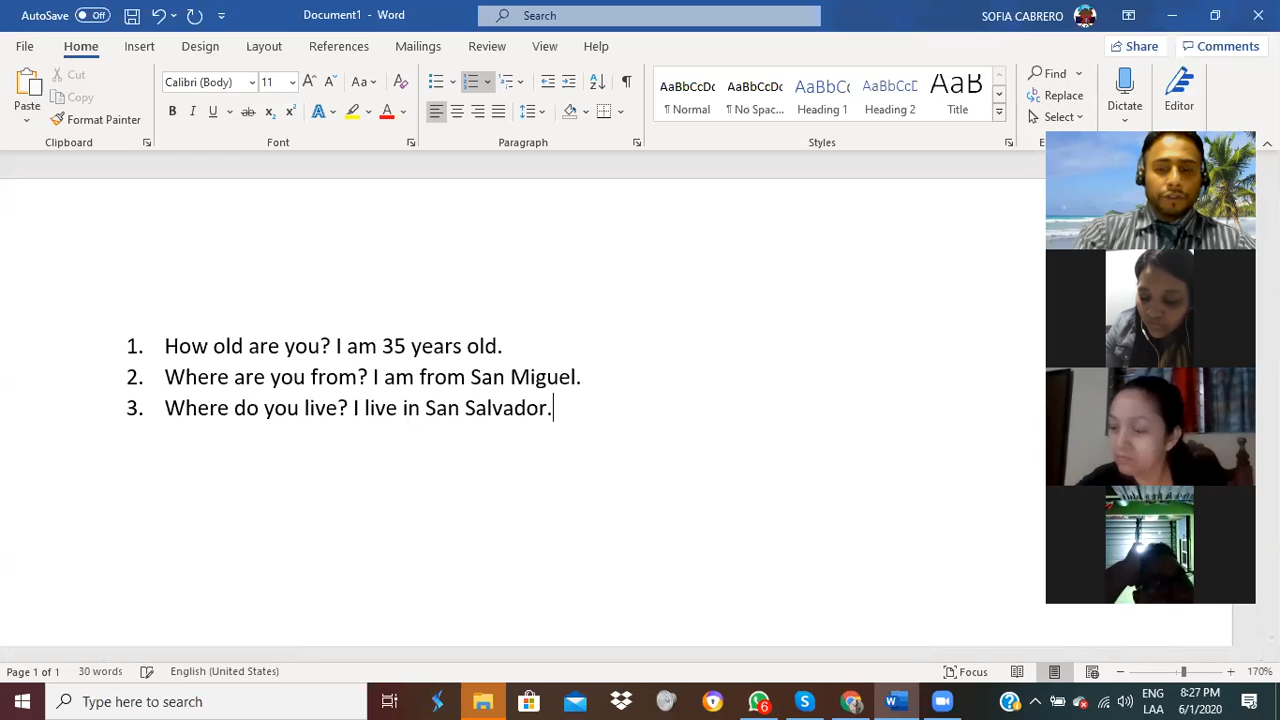 AutoSave Off Document1 - Word Search SOFIA CABRERO
File Home Insert Design Layout References Mailings Review View Help Share Comments
Paste Cut Copy Format Painter
Calibri (Body) 11
AaBbCcDc AaBbCcDc AaBbCc AaBbCcE AaB
¶ Normal ¶ No Spac... Heading 1 Heading 2 Title
Find Replace Select Dictate Editor
Clipboard Font Paragraph Styles
1. How old are you? I am 35 years old.
2. Where are you from? I am from San Miguel.
3. Where do you live? I live in San Salvador.
Page 1 of 1 30 words English (United States) Focus 170%
Type here to search 6 ENG 8:27 PM
LAA 6/1/2020